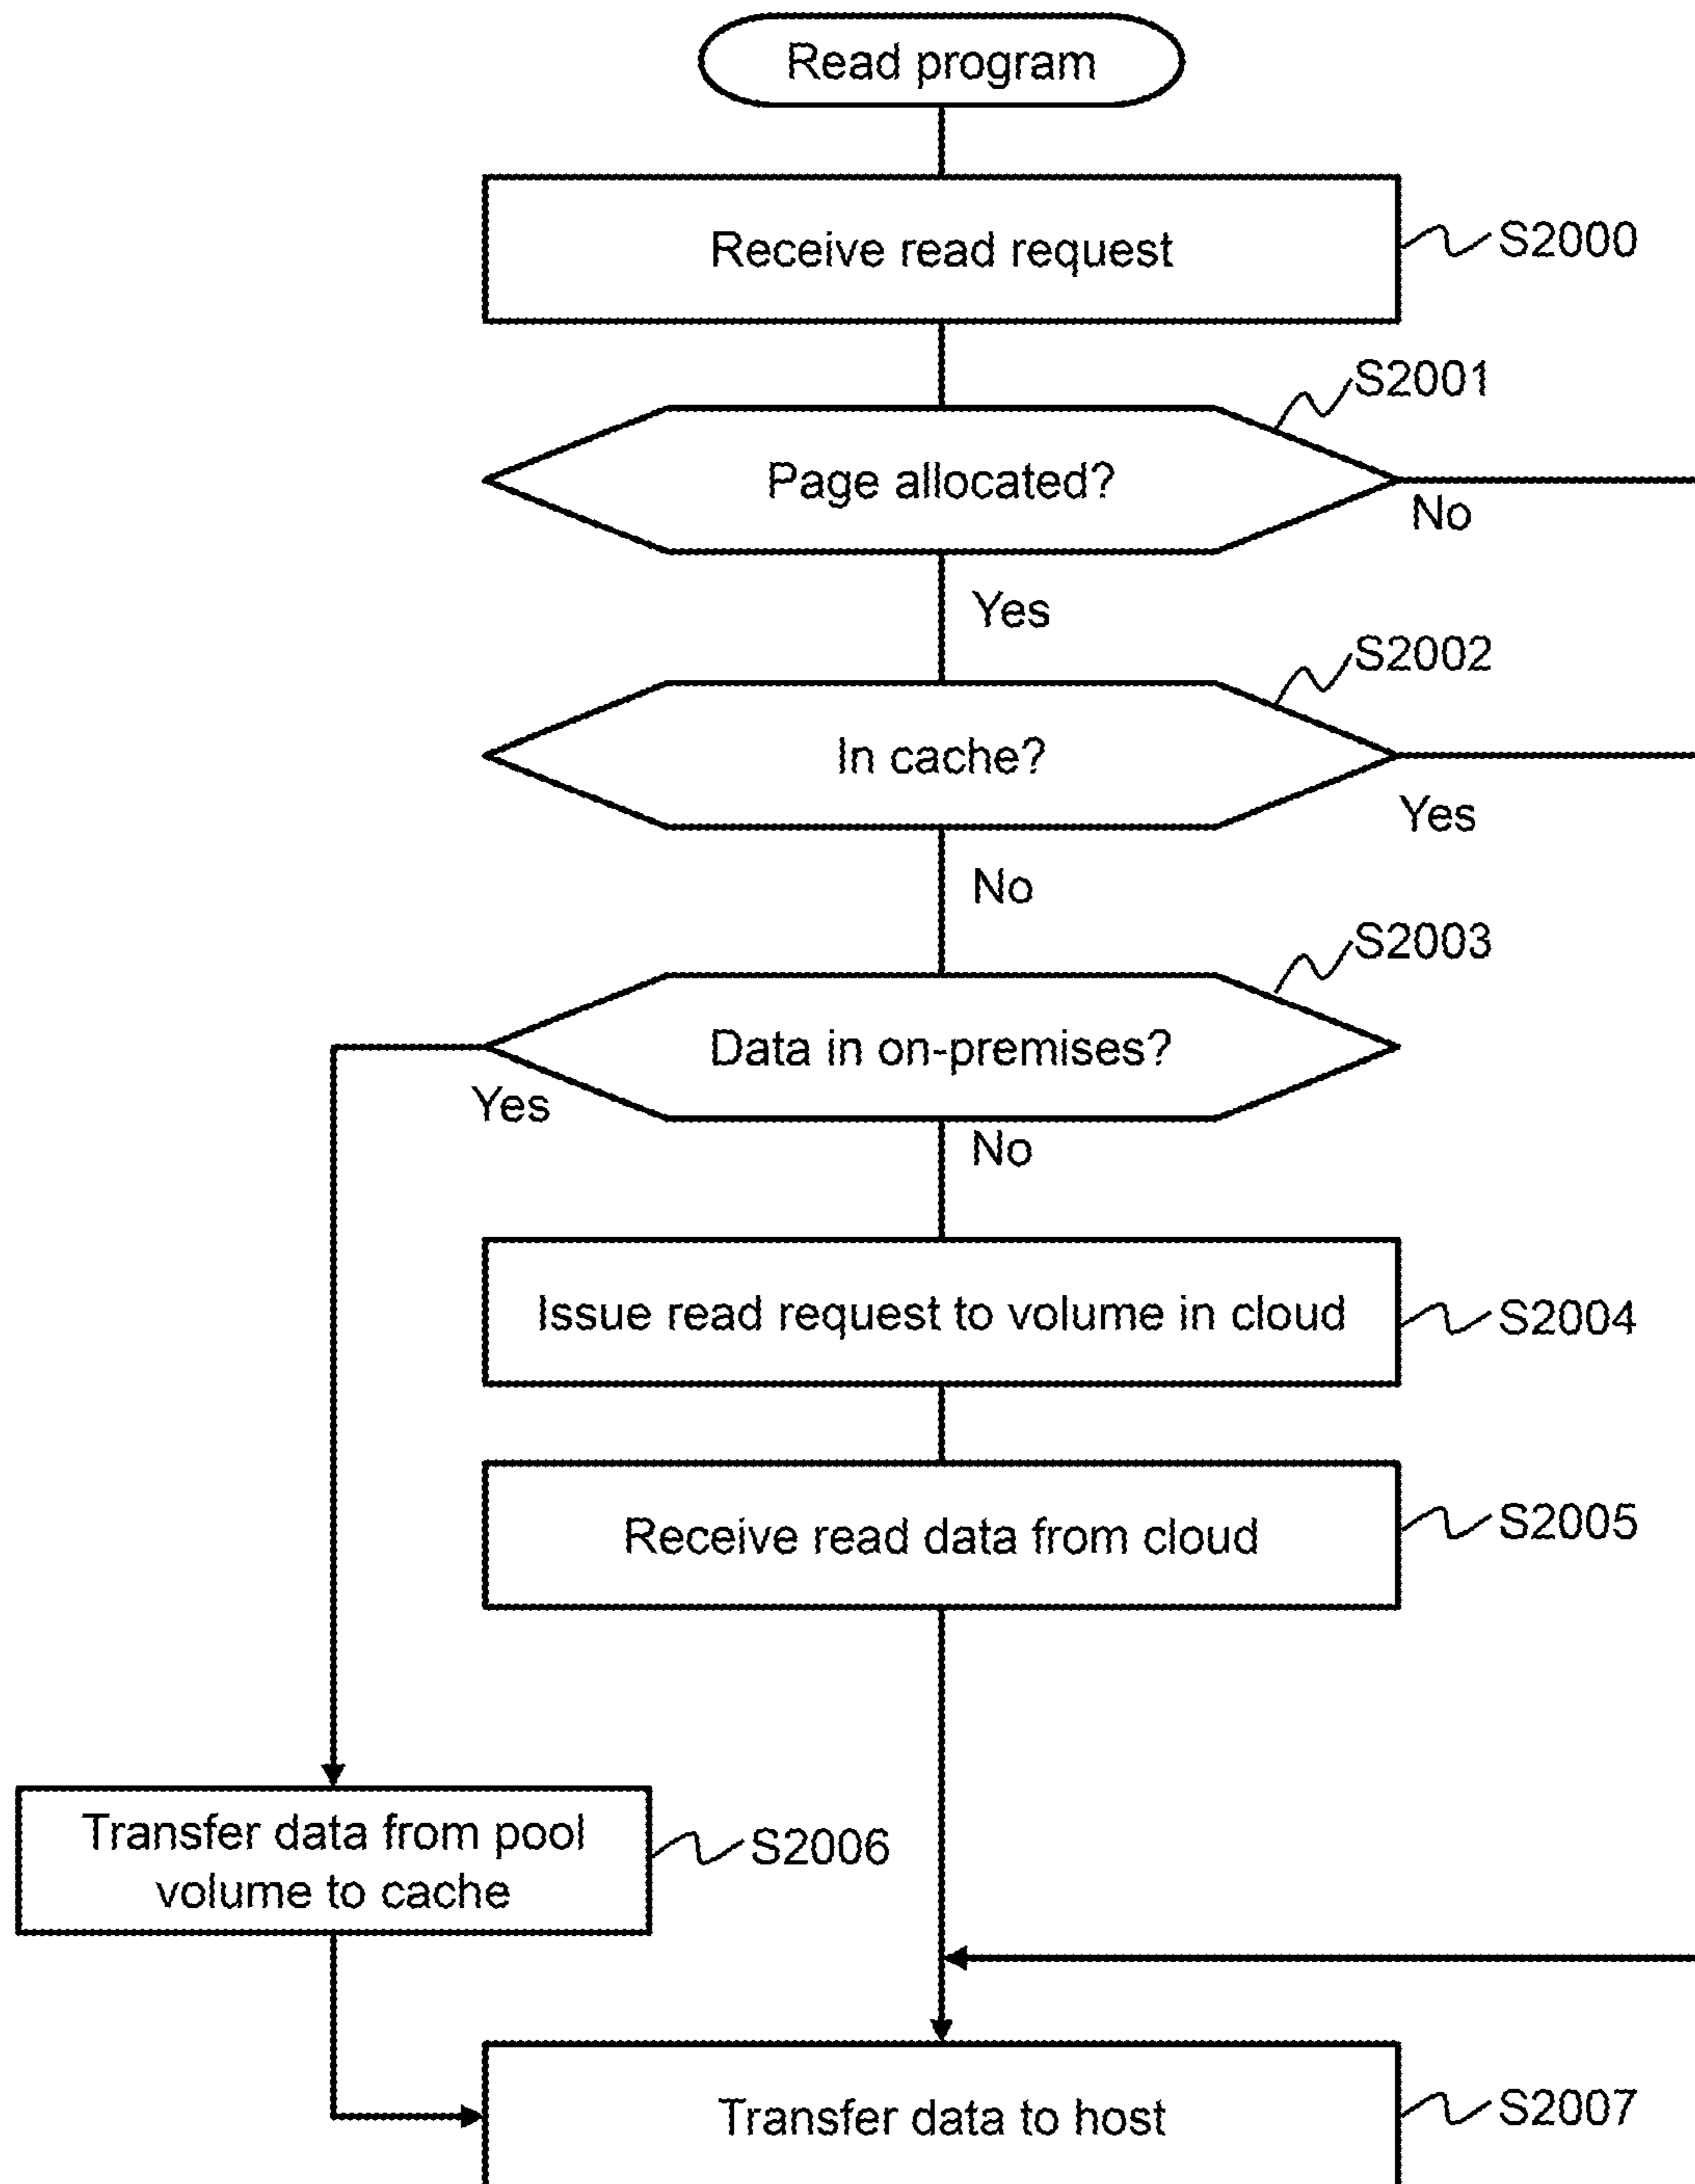 Read program
Receive read request
S2000
S2001
Page allocated?
No
Yes
S2002
In cache?
Yes
No
S2003
Data in on-premises?
Yes
No
Issue read request to volume in cloud
S2004
Receive read data from cloud
S2005
Transfer data from pool
volume to cache
S2006
Transfer data to host
S2007